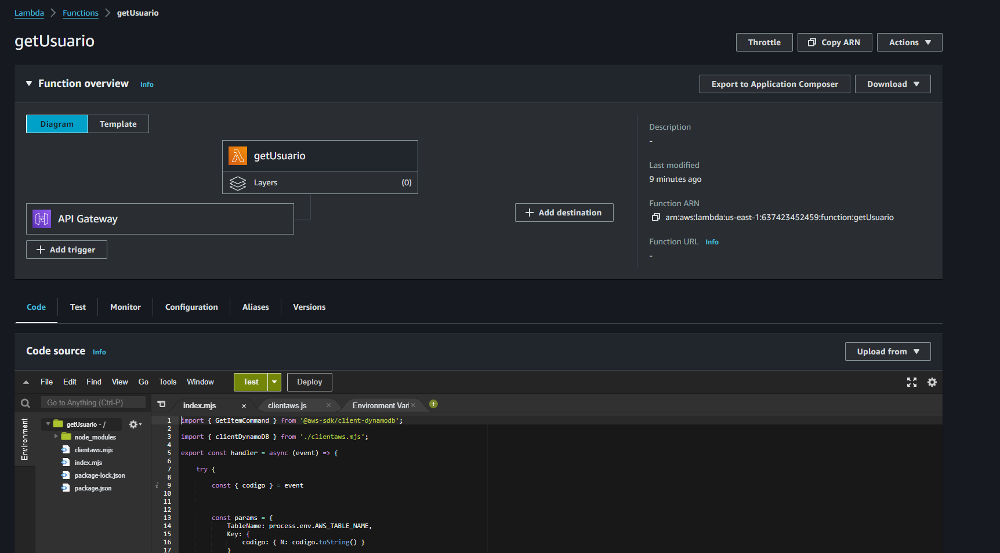 Lambda > Functions > getUsuario
getUsuario
Throttle
Copy ARN
Actions
Function overview Info
Export to Application Composer
Download
Diagram
Template
getUsuario
Layers (0)
API Gateway
Add trigger
Add destination
Description
-
Last modified
9 minutes ago
Function ARN
arn:aws:lambda:us-east-1:637423452459:function:getUsuario
Function URL Info
-
Code
Test
Monitor
Configuration
Aliases
Versions
Code source Info
Upload from
File Edit Find View Go Tools Window
Test
Deploy
Go to Anything (Ctrl-P)
Environment
getUsuario - /
node_modules
clientaws.mjs
index.mjs
package-lock.json
package.json
index.mjs ×
clientaws.js ×
Environment Vari ×
1 import { GetItemCommand } from '@aws-sdk/client-dynamodb';
2
3 import { clientDynamoDB } from './clientaws.mjs';
4
5 export const handler = async (event) => {
6
7 try {
8
9 const { codigo } = event
10
11
12
13 const params = {
14 TableName: process.env.AWS_TABLE_NAME,
15 Key: {
16 codigo: { N: codigo.toString() }
17 }